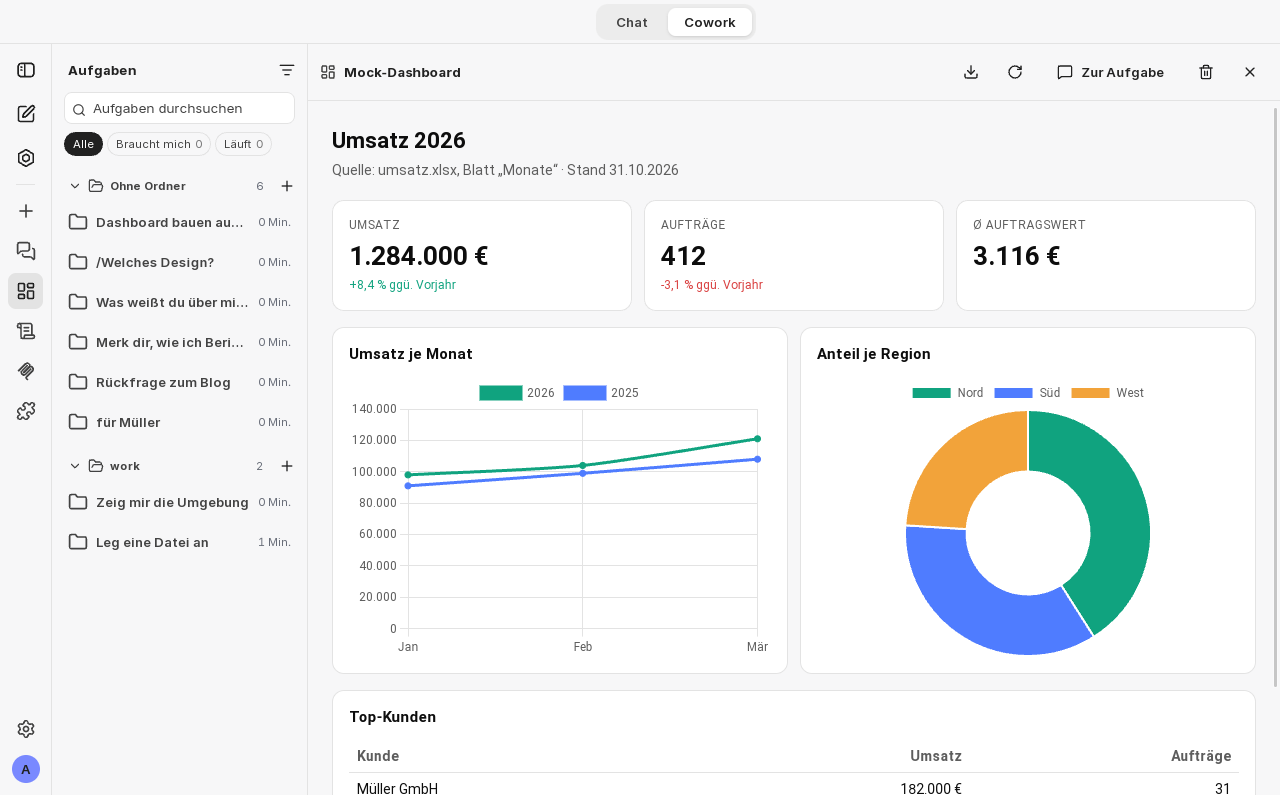 Chat Cowork
Aufgaben
Aufgaben durchsuchen
Alle Braucht mich 0 Läuft 0
Ohne Ordner 6
Dashboard bauen au… 0 Min.
/Welches Design? 0 Min.
Was weißt du über mi… 0 Min.
Merk dir, wie ich Beri… 0 Min.
Rückfrage zum Blog 0 Min.
für Müller 0 Min.
work 2
Zeig mir die Umgebung 0 Min.
Leg eine Datei an 1 Min.
A
Mock-Dashboard Zur Aufgabe
Umsatz 2026
Quelle: umsatz.xlsx, Blatt „Monate“ · Stand 31.10.2026
UMSATZ
1.284.000 €
+8,4 % ggü. Vorjahr
AUFTRÄGE
412
-3,1 % ggü. Vorjahr
Ø AUFTRAGSWERT
3.116 €
Umsatz je Monat
2026 2025
140.000
120.000
100.000
80.000
60.000
40.000
20.000
0
Jan Feb Mär
Anteil je Region
Nord Süd West
Top-Kunden
Kunde Umsatz Aufträge
Müller GmbH 182.000 € 31